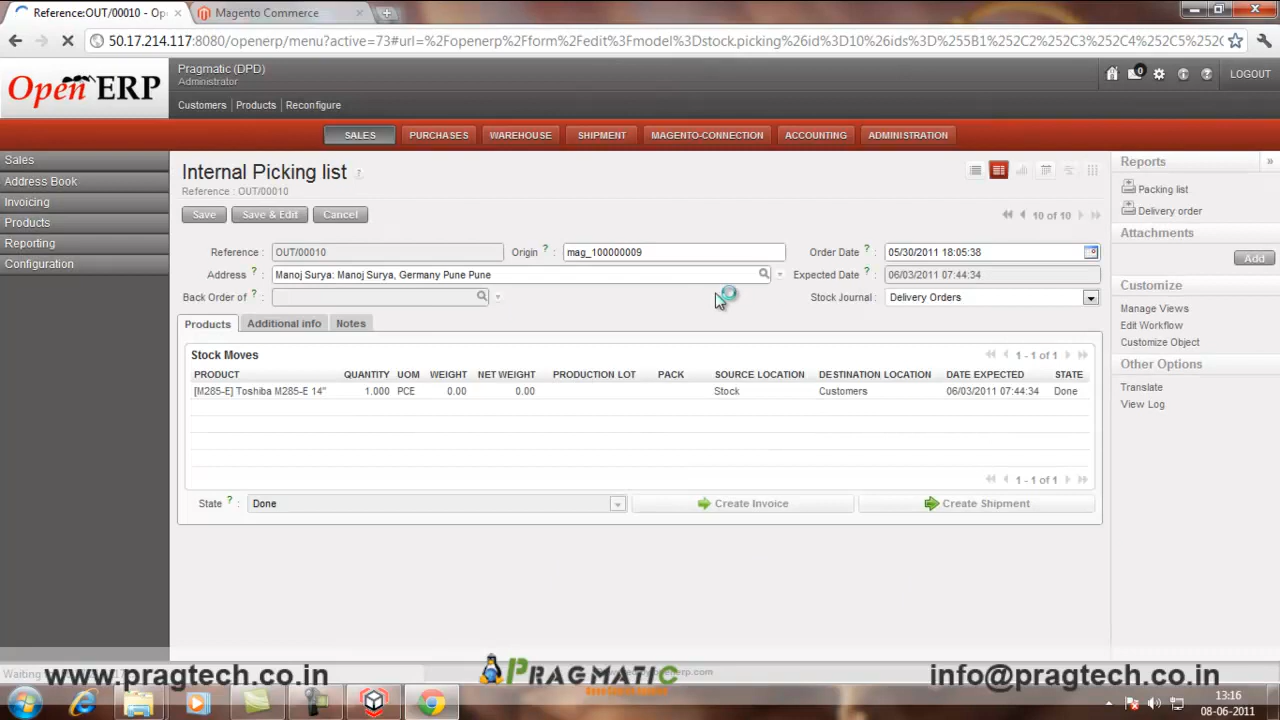 Reference:OUT/00010 - Op
Magento Commerce
50.17.214.117:8080/openerp/menu?active=73#url=%2Fopenerp%2Fform%2Fedit%3Fmodel%3Dstock.picking%26id%3D10%26ids%3D%255B1%252C2%252C3%252C4%252C5%252C
Open ERP
Pragmatic (DPD)
Administrator
0
LOGOUT
Customers | Products | Reconfigure
SALES PURCHASES WAREHOUSE SHIPMENT MAGENTO-CONNECTION ACCOUNTING ADMINISTRATION
Sales
Address Book
Invoicing
Products
Reporting
Configuration
Internal Picking list ?
Reference : OUT/00010
Save Save & Edit Cancel
10 of 10
Reference : OUT/00010 Origin ? : mag_100000009 Order Date ? : 05/30/2011 18:05:38
Address ? : Manoj Surya: Manoj Surya, Germany Pune Pune Expected Date ? : 06/03/2011 07:44:34
Back Order of ? : Stock Journal : Delivery Orders
Products Additional info Notes
Stock Moves 1 - 1 of 1
PRODUCT QUANTITY UOM WEIGHT NET WEIGHT PRODUCTION LOT PACK SOURCE LOCATION DESTINATION LOCATION DATE EXPECTED STATE
[M285-E] Toshiba M285-E 14" 1.000 PCE 0.00 0.00 Stock Customers 06/03/2011 07:44:34 Done
1 - 1 of 1
State ? : Done Create Invoice Create Shipment
Reports »
Packing list
Delivery order
Attachments
Add
Customize
Manage Views
Edit Workflow
Customize Object
Other Options
Translate
View Log
Waiting
www.pragtech.co.in PRAGMATIC info@pragtech.co.in
13:16
08-06-2011